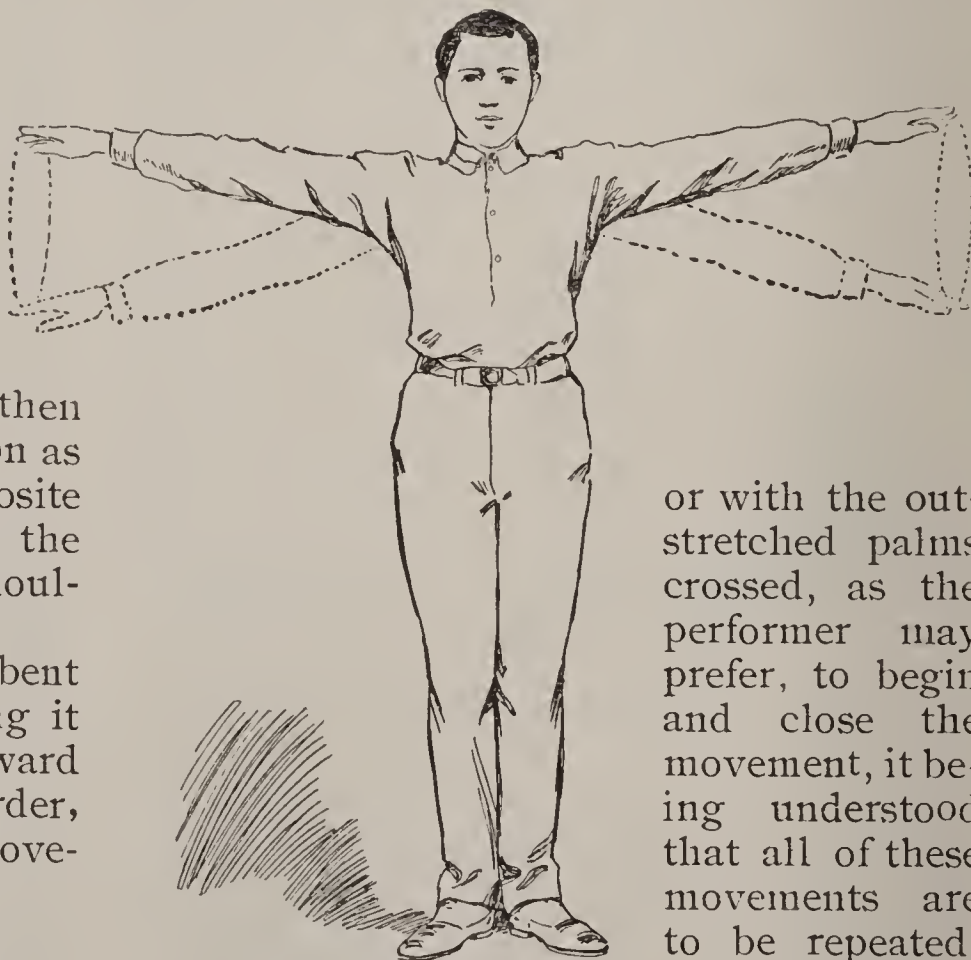 then
n as
osite
the
oul-
bent
g it
ward
rder,
ove-
or with the out-
stretched palms
crossed, as the
performer may
prefer, to begin
and close the
movement, it be-
ing understood
that all of these
movements are
to be repeated